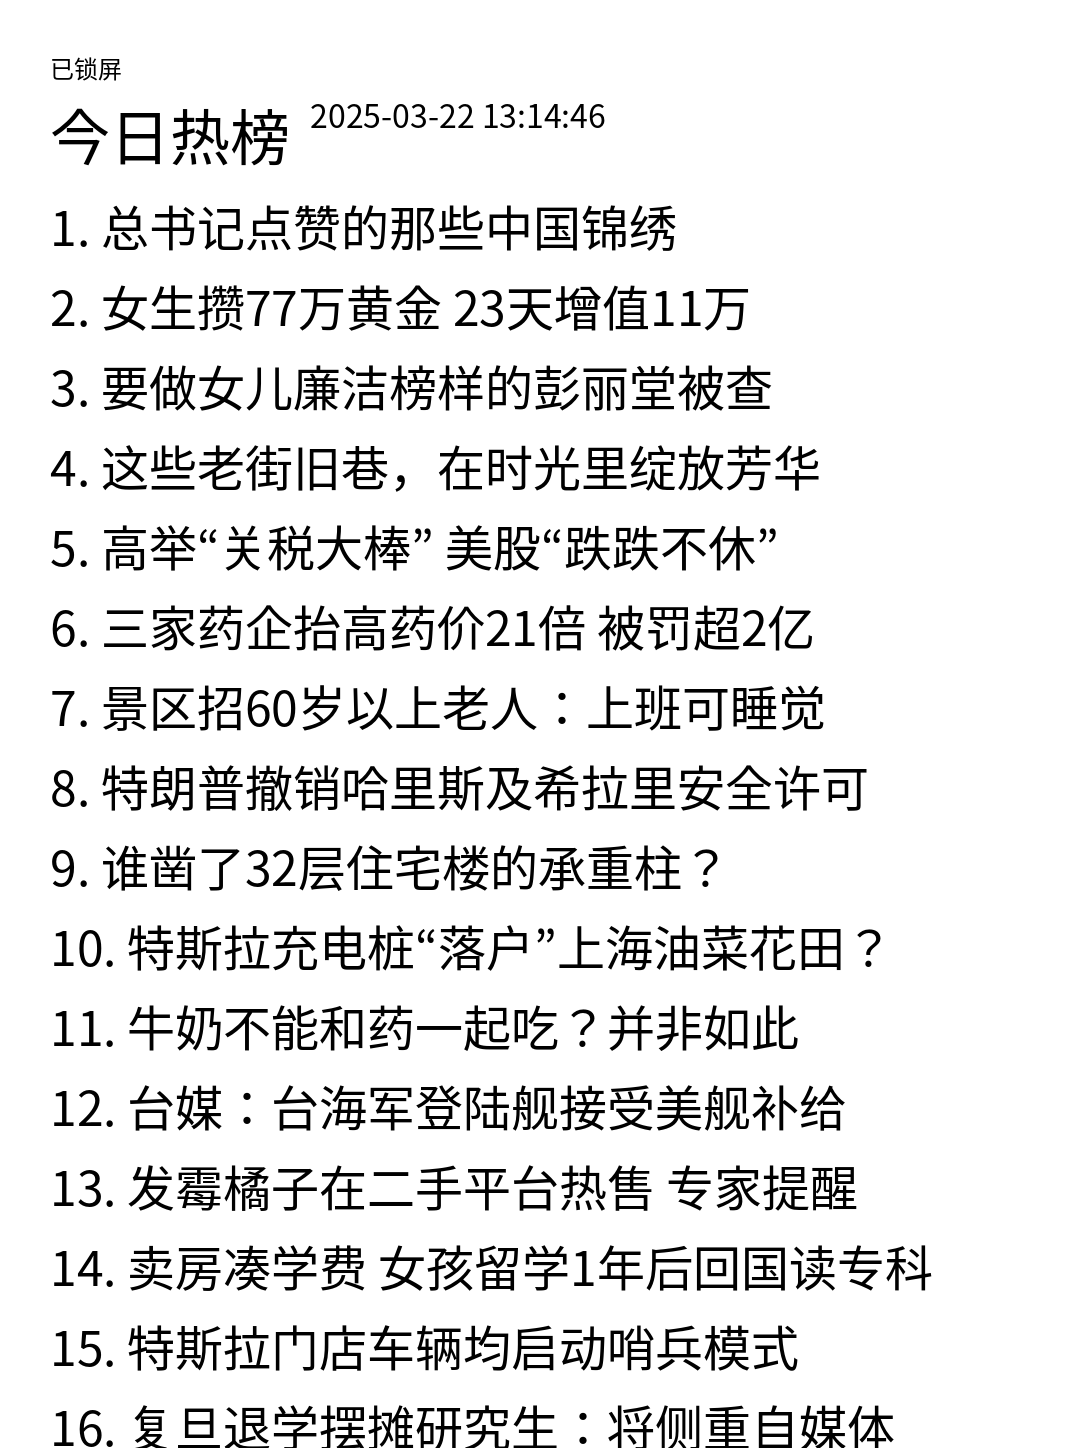 已锁屏
今日热榜 2025-03-22 13:14:46
1. 总书记点赞的那些中国锦绣
2. 女生攒77万黄金 23天增值11万
3. 要做女儿廉洁榜样的彭丽堂被查
4. 这些老街旧巷，在时光里绽放芳华
5. 高举“关税大棒” 美股“跌跌不休”
6. 三家药企抬高药价21倍 被罚超2亿
7. 景区招60岁以上老人：上班可睡觉
8. 特朗普撤销哈里斯及希拉里安全许可
9. 谁凿了32层住宅楼的承重柱？
10. 特斯拉充电桩“落户”上海油菜花田？
11. 牛奶不能和药一起吃？并非如此
12. 台媒：台海军登陆舰接受美舰补给
13. 发霉橘子在二手平台热售 专家提醒
14. 卖房凑学费 女孩留学1年后回国读专科
15. 特斯拉门店车辆均启动哨兵模式
16. 复旦退学摆摊研究生：将侧重自媒体